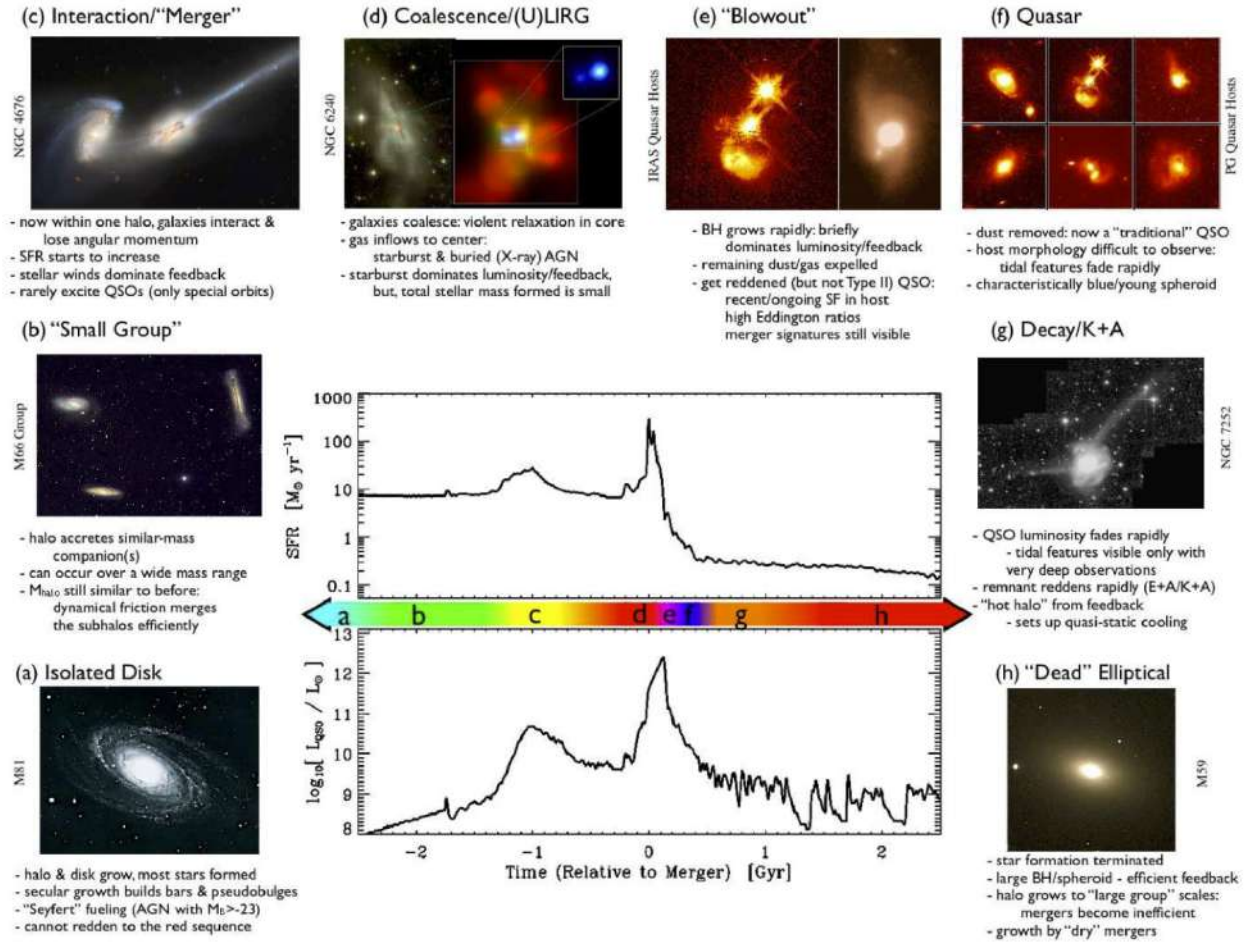 (c) Interaction/“Merger”
NGC 4676
- now within one halo, galaxies interact &
lose angular momentum
- SFR starts to increase
- stellar winds dominate feedback
- rarely excite QSOs (only special orbits)
(d) Coalescence/(U)LIRG
NGC 6240
- galaxies coalesce: violent relaxation in core
- gas inflows to center:
starburst & buried (X-ray) AGN
- starburst dominates luminosity/feedback,
but, total stellar mass formed is small
(e) “Blowout”
IRAS Quasar Hosts
- BH grows rapidly: briefly
dominates luminosity/feedback
- remaining dust/gas expelled
- get reddened (but not Type II) QSO:
recent/ongoing SF in host
high Eddington ratios
merger signatures still visible
(f) Quasar
PG Quasar Hosts
- dust removed: now a “traditional” QSO
- host morphology difficult to observe:
tidal features fade rapidly
- characteristically blue/young spheroid
(b) “Small Group”
M66 Group
- halo accretes similar-mass
companion(s)
- can occur over a wide mass range
- Mhalo still similar to before:
dynamical friction merges
the subhalos efficiently
(a) Isolated Disk
M81
- halo & disk grow, most stars formed
- secular growth builds bars & pseudobulges
- “Seyfert” fueling (AGN with MB>-23)
- cannot redden to the red sequence
1000
100
10
1
0.1
SFR [M⊙ yr⁻¹]
a b c d e f g h
13
12
11
10
9
8
log₁₀[ LQSO / L⊙ ]
-2 -1 0 1 2
Time (Relative to Merger) [Gyr]
(g) Decay/K+A
NGC 7252
- QSO luminosity fades rapidly
- tidal features visible only with
very deep observations
- remnant reddens rapidly (E+A/K+A)
- “hot halo” from feedback
- sets up quasi-static cooling
(h) “Dead” Elliptical
M59
- star formation terminated
- large BH/spheroid - efficient feedback
- halo grows to “large group” scales:
mergers become inefficient
- growth by “dry” mergers